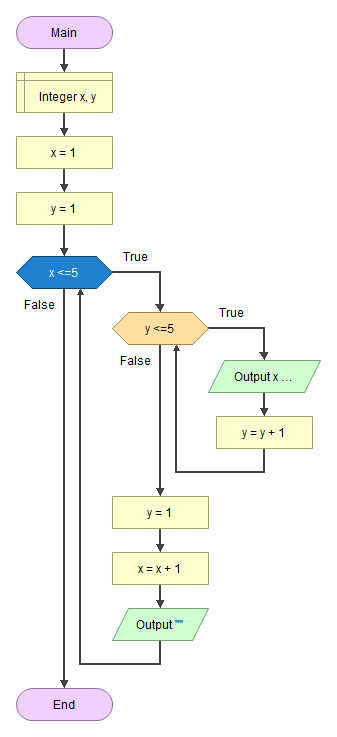 Main
Integer x, y
x = 1
y = 1
x <=5
True
False
y <=5
True
False
Output x ...
y = y + 1
y = 1
x = x + 1
Output ""
End